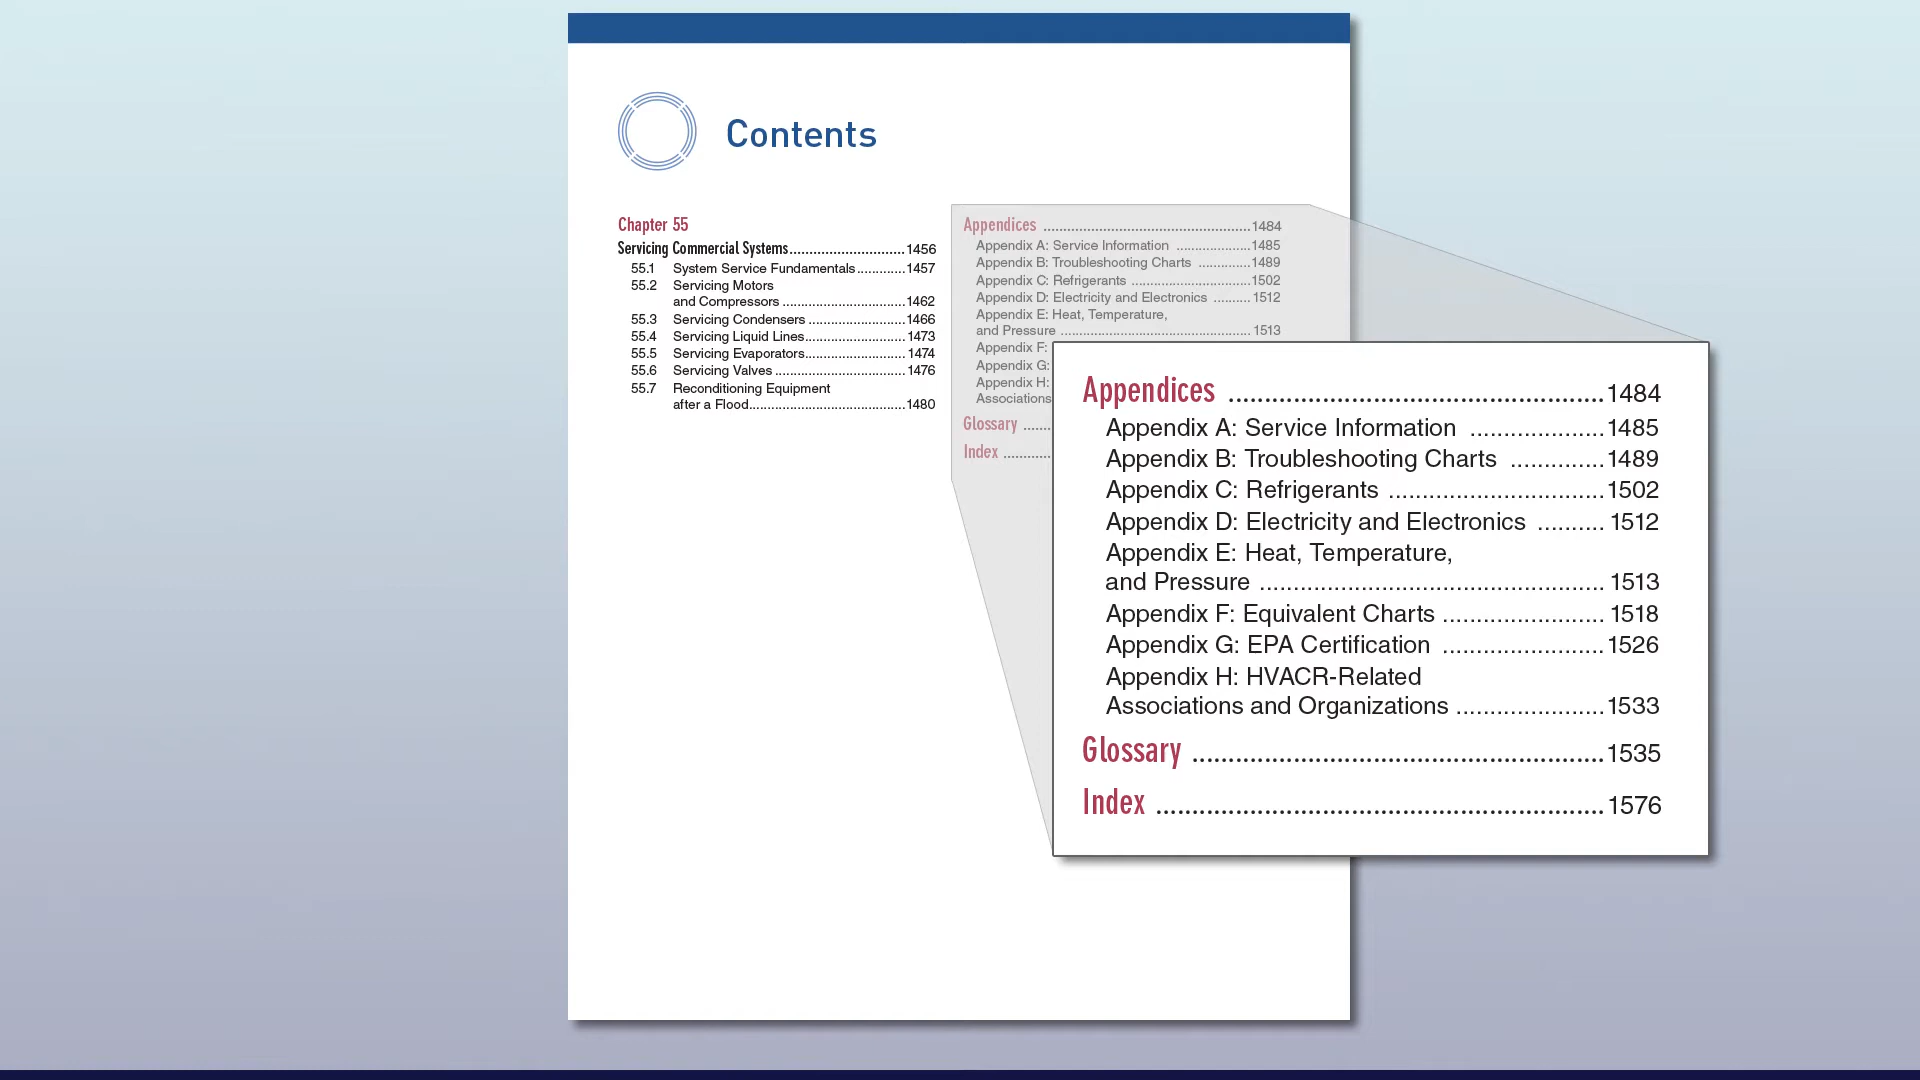 Contents
Chapter 55
Servicing Commercial Systems..............................1456
55.1 System Service Fundamentals.............1457
55.2 Servicing Motors
and Compressors .................................1462
55.3 Servicing Condensers ..........................1466
55.4 Servicing Liquid Lines...........................1473
55.5 Servicing Evaporators........................... 1474
55.6 Servicing Valves ...................................1476
55.7 Reconditioning Equipment
after a Flood..........................................1480
Appendices .......................................................1484
Appendix A: Service Information ....................1485
Appendix B: Troubleshooting Charts ..............1489
Appendix C: Refrigerants ................................1502
Appendix D: Electricity and Electronics .......... 1512
Appendix E: Heat, Temperature,
and Pressure ................................................... 1513
Appendix F:
Appendix G:
Appendix H:
Associations
Glossary .......
Index ............
Appendices ....................................................1484
Appendix A: Service Information ....................1485
Appendix B: Troubleshooting Charts ..............1489
Appendix C: Refrigerants ................................1502
Appendix D: Electricity and Electronics .......... 1512
Appendix E: Heat, Temperature,
and Pressure ................................................... 1513
Appendix F: Equivalent Charts ........................ 1518
Appendix G: EPA Certification ........................1526
Appendix H: HVACR-Related
Associations and Organizations ......................1533
Glossary .........................................................1535
Index ..............................................................1576